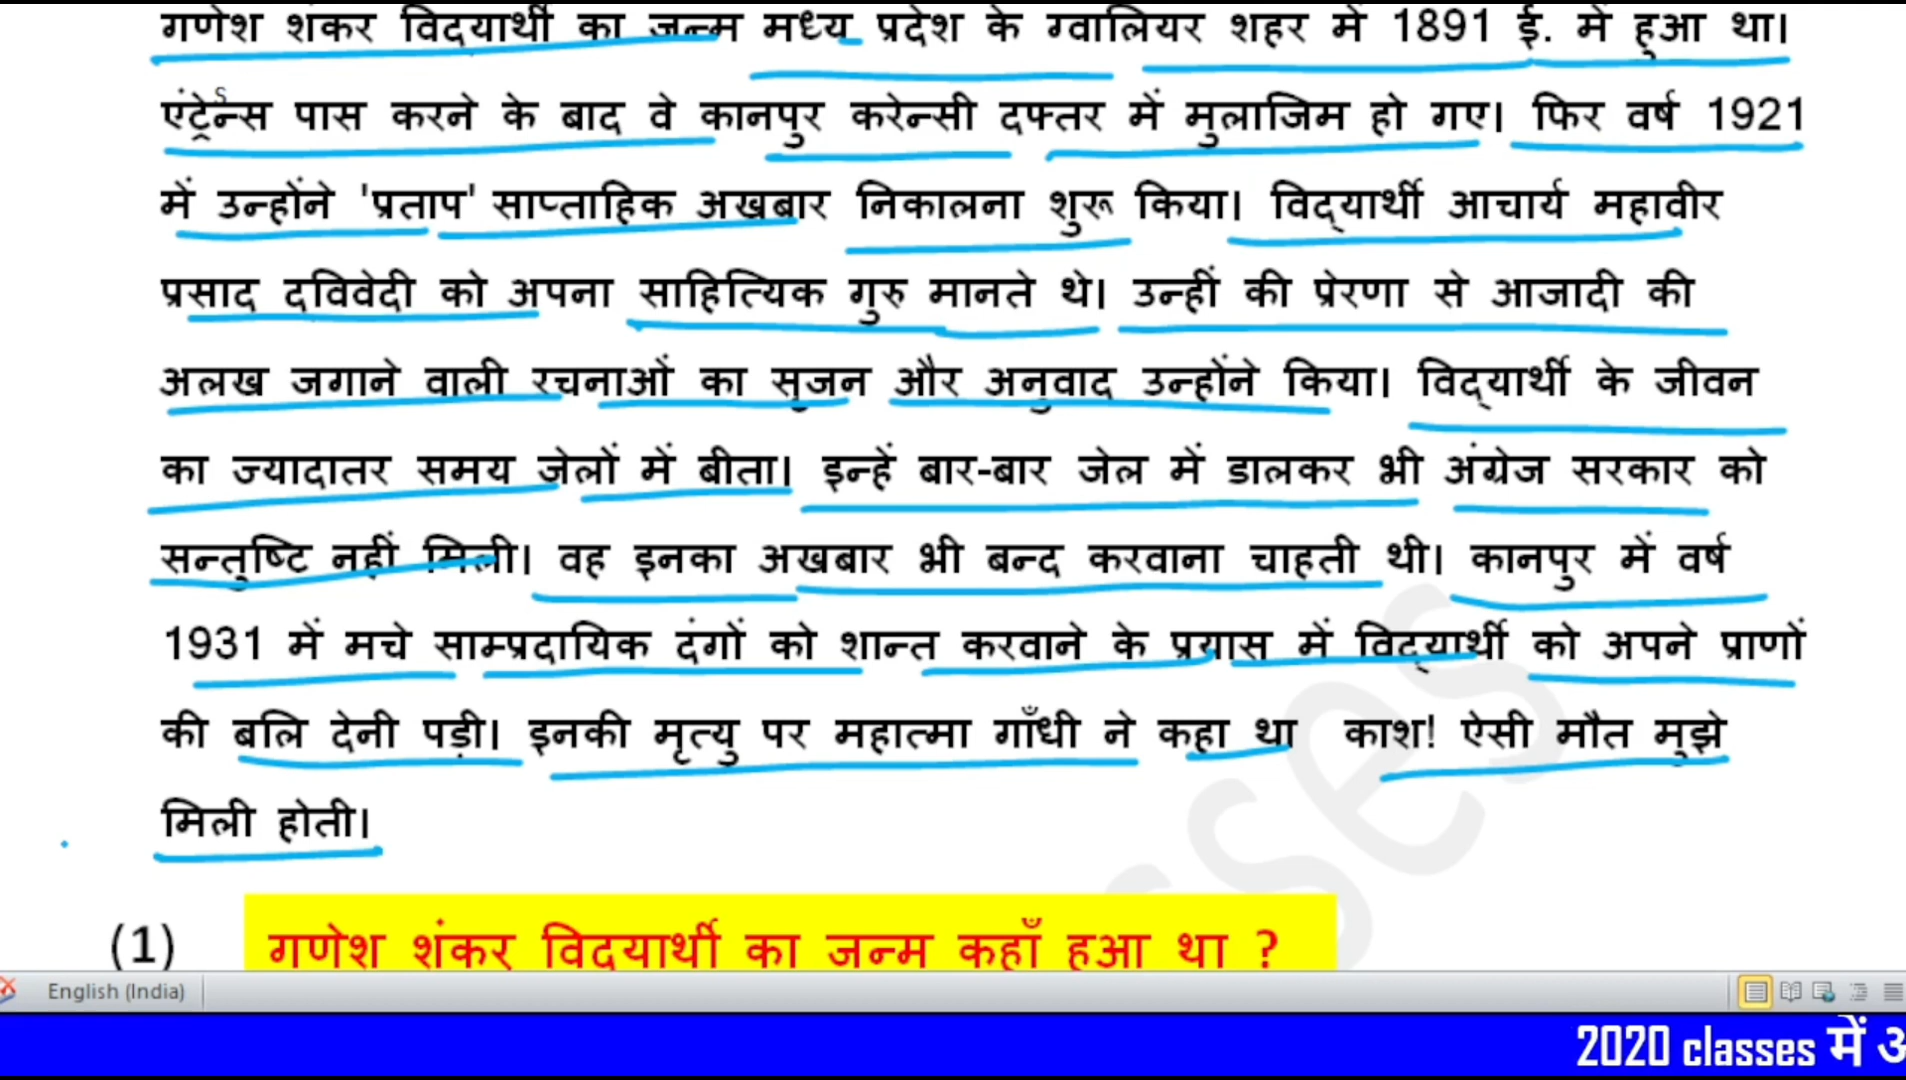 गणेश शंकर विद्यार्थी का जन्म मध्य प्रदेश के ग्वालियर शहर में 1891 ई. में हुआ था।
एंट्रेन्स पास करने के बाद वे कानपुर करेन्सी दफ्तर में मुलाजिम हो गए। फिर वर्ष 1921
में उन्होंने 'प्रताप' साप्ताहिक अखबार निकालना शुरू किया। विद्यार्थी आचार्य महावीर
प्रसाद दविवेदी को अपना साहित्यिक गुरु मानते थे। उन्हीं की प्रेरणा से आजादी की
अलख जगाने वाली रचनाओं का सृजन और अनुवाद उन्होंने किया। विद्यार्थी के जीवन
का ज्यादातर समय जेलों में बीता। इन्हें बार-बार जेल में डालकर भी अंग्रेज सरकार को
सन्तुष्टि नहीं मिली। वह इनका अखबार भी बन्द करवाना चाहती थी। कानपुर में वर्ष
1931 में मचे साम्प्रदायिक दंगों को शान्त करवाने के प्रयास में विद्यार्थी को अपने प्राणों
की बलि देनी पड़ी। इनकी मृत्यु पर महात्मा गाँधी ने कहा था काश! ऐसी मौत मुझे
मिली होती।
(1) गणेश शंकर विदयार्थी का जन्म कहाँ हुआ था ?
English (India)
2020 classes में